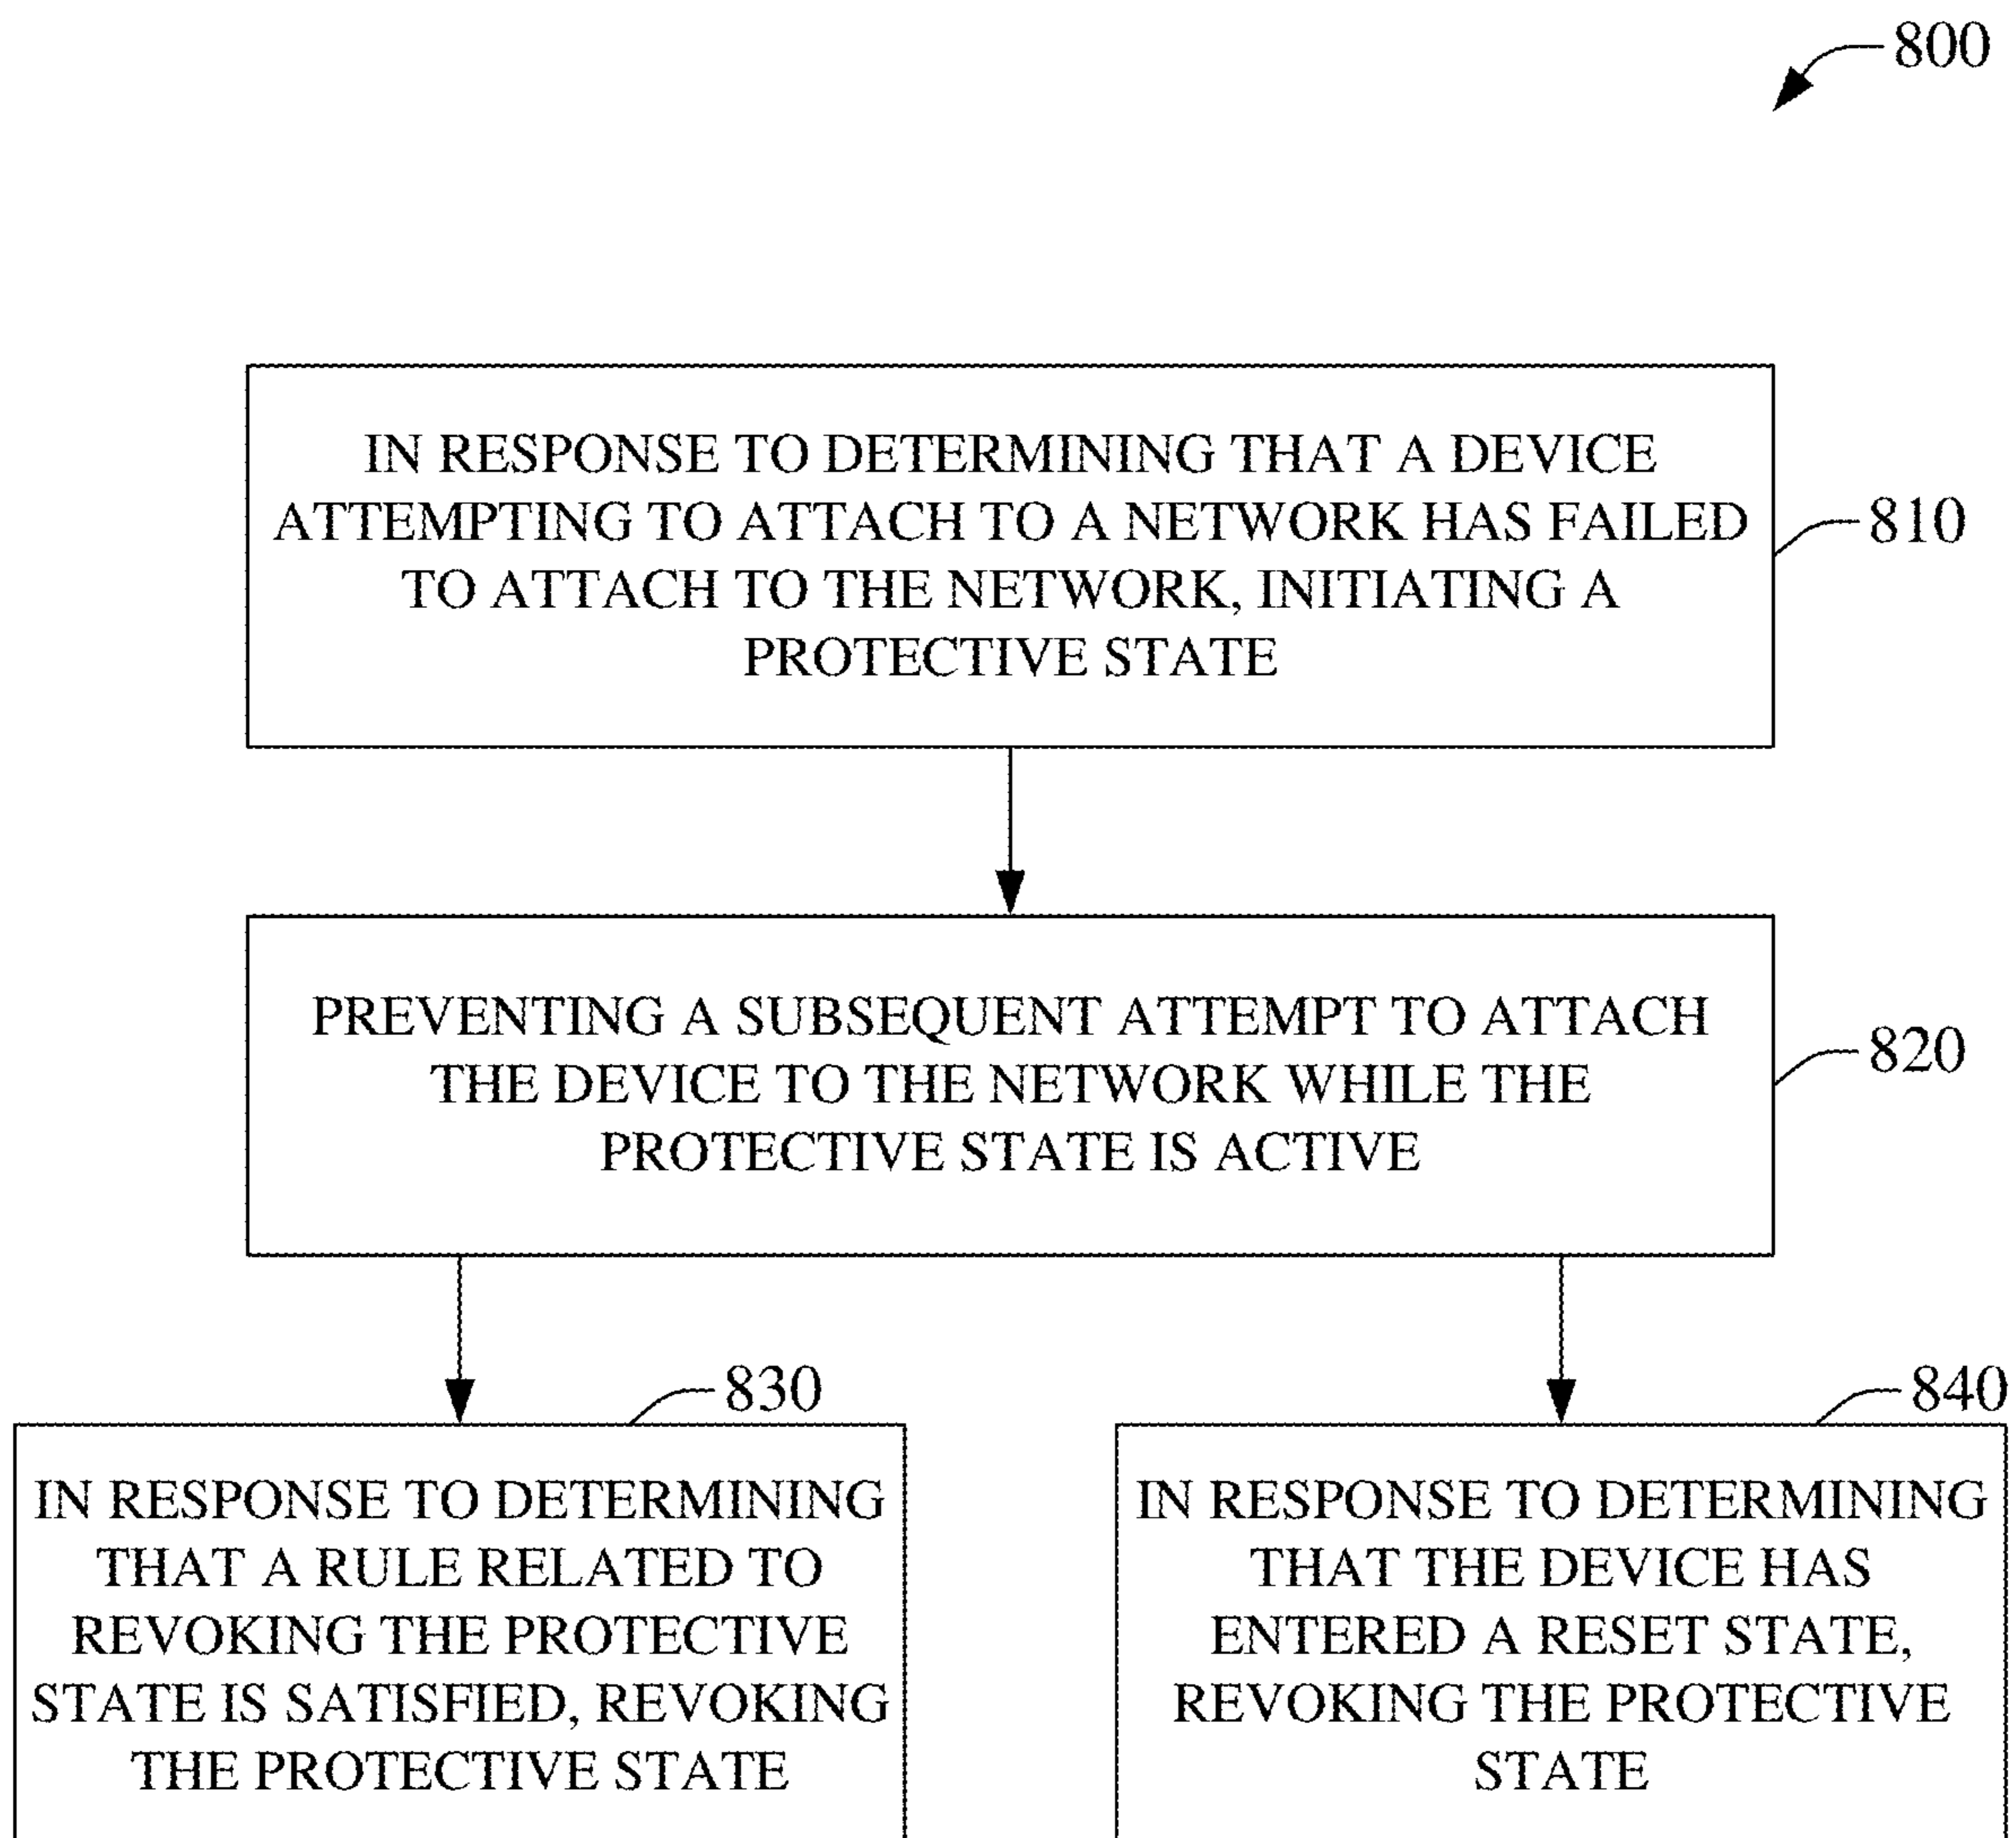 800
IN RESPONSE TO DETERMINING THAT A DEVICE
ATTEMPTING TO ATTACH TO A NETWORK HAS FAILED
TO ATTACH TO THE NETWORK, INITIATING A
PROTECTIVE STATE
810
PREVENTING A SUBSEQUENT ATTEMPT TO ATTACH
THE DEVICE TO THE NETWORK WHILE THE
PROTECTIVE STATE IS ACTIVE
820
830
IN RESPONSE TO DETERMINING
THAT A RULE RELATED TO
REVOKING THE PROTECTIVE
STATE IS SATISFIED, REVOKING
THE PROTECTIVE STATE
840
IN RESPONSE TO DETERMINING
THAT THE DEVICE HAS
ENTERED A RESET STATE,
REVOKING THE PROTECTIVE
STATE